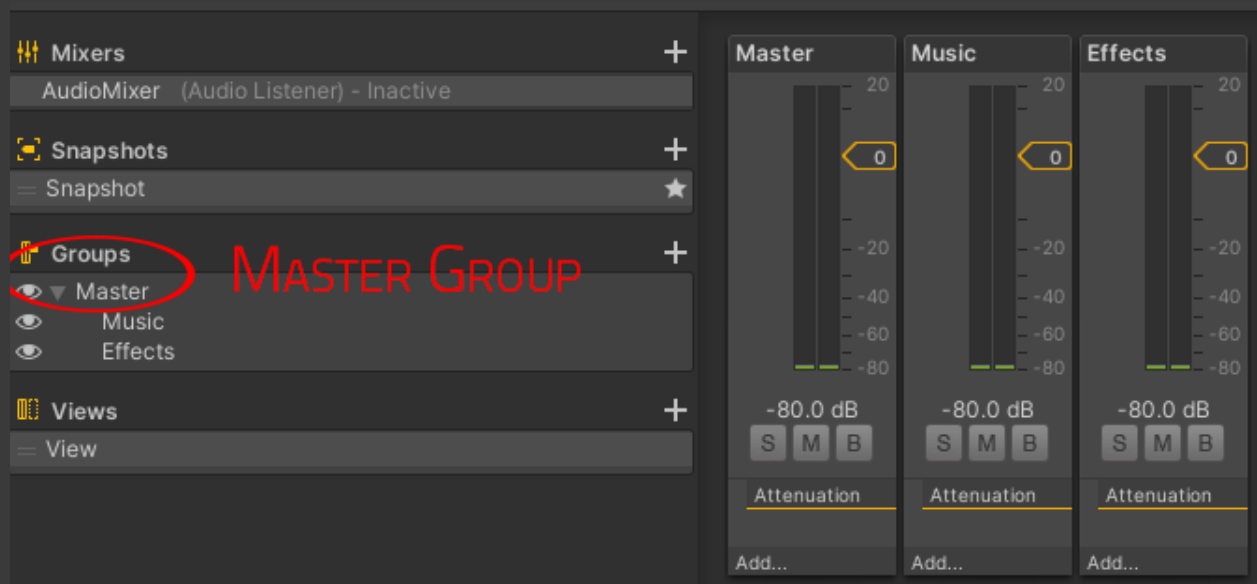 Mixers
+
AudioMixer (Audio Listener) - Inactive
Snapshots
+
Snapshot
Groups
+
MASTER GROUP
Master
Music
Effects
Views
+
View
Master
20
0
-20
-40
-60
-80
-80.0 dB
S M B
Attenuation
Add...
Music
20
0
-20
-40
-60
-80
-80.0 dB
S M B
Attenuation
Add...
Effects
20
0
-20
-40
-60
-80
-80.0 dB
S M B
Attenuation
Add...